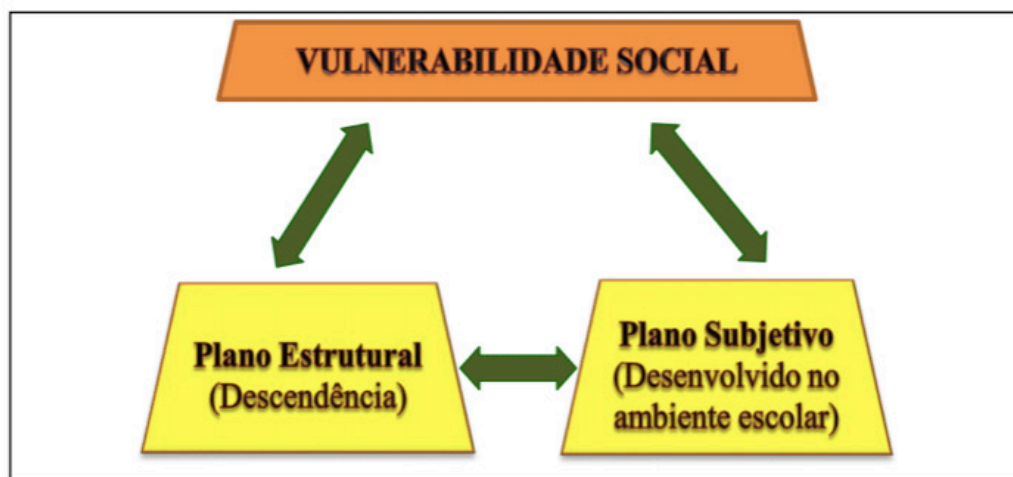 VULNERABILIDADE SOCIAL
Plano Estrutural
(Descendência)
Plano Subjetivo
(Desenvolvido no
ambiente escolar)